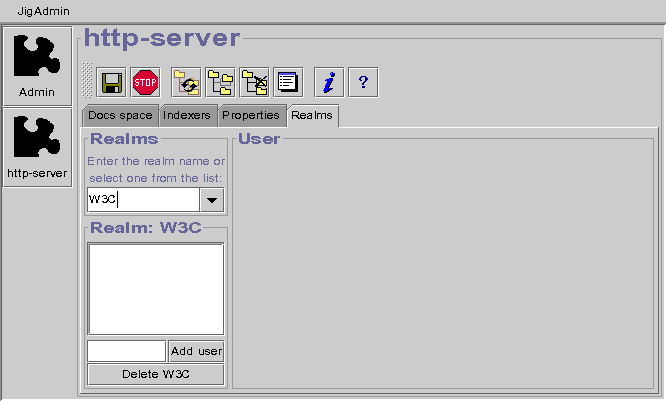 JigAdmin
http-server
STOP
i ?
Admin
http-server
Docs space Indexers Properties Realms
Realms
Enter the realm name or
select one from the list:
W3C
Realm: W3C
Add user
Delete W3C
User